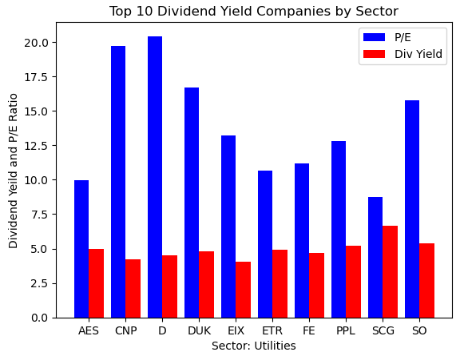 Top 10 Dividend Yield Companies by Sector
P/E
Div Yield
Dividend Yeild and P/E Ratio
20.0
17.5
15.0
12.5
10.0
7.5
5.0
2.5
0.0
AES CNP D DUK EIX ETR FE PPL SCG SO
Sector: Utilities